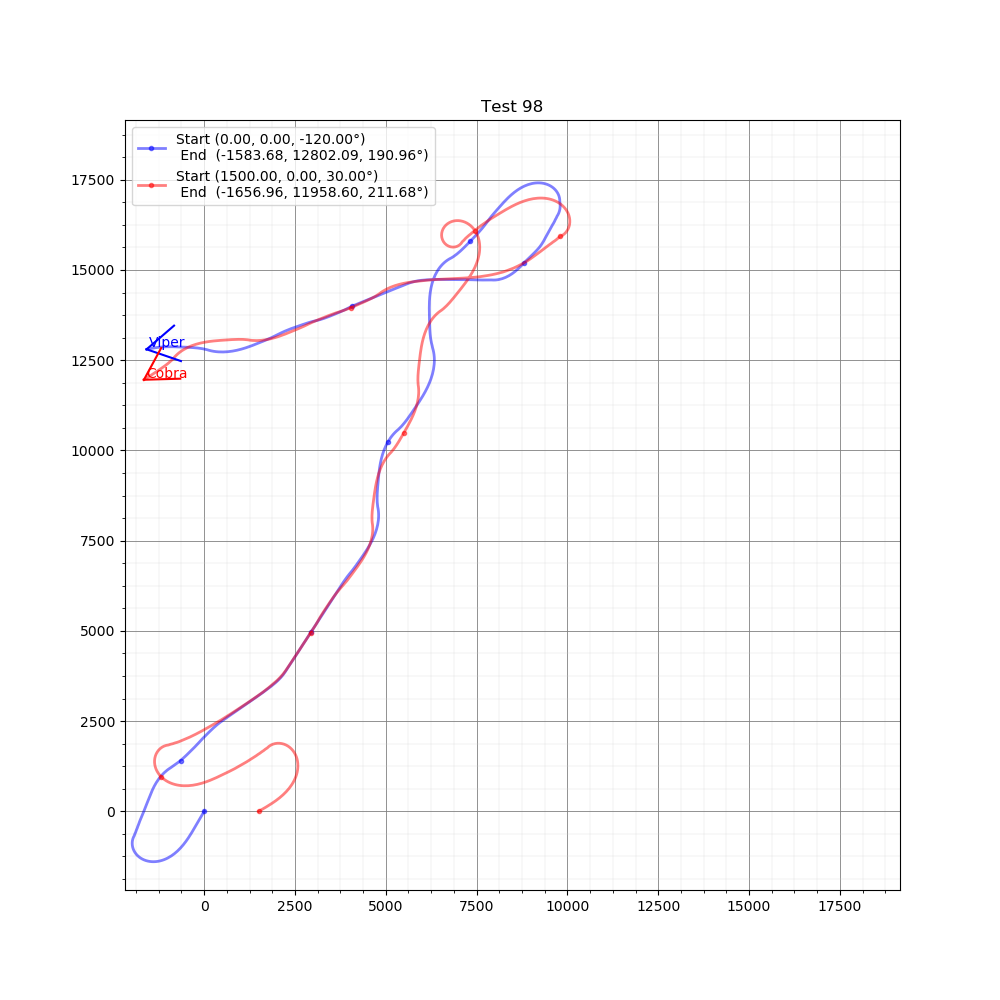 Test 98
Start (0.00, 0.00, -120.00°)
End (-1583.68, 12802.09, 190.96°)
Start (1500.00, 0.00, 30.00°)
End (-1656.96, 11958.60, 211.68°)
17500
15000
12500
10000
7500
5000
2500
0
Viper
Cobra
0 2500 5000 7500 10000 12500 15000 17500